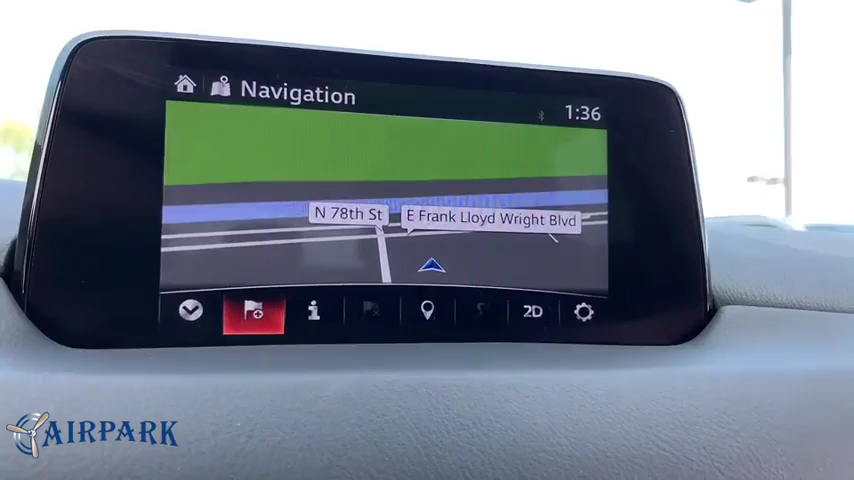 Navigation
1:36
N 78th St
E Frank Lloyd Wright Blvd
2D
AIRPARK